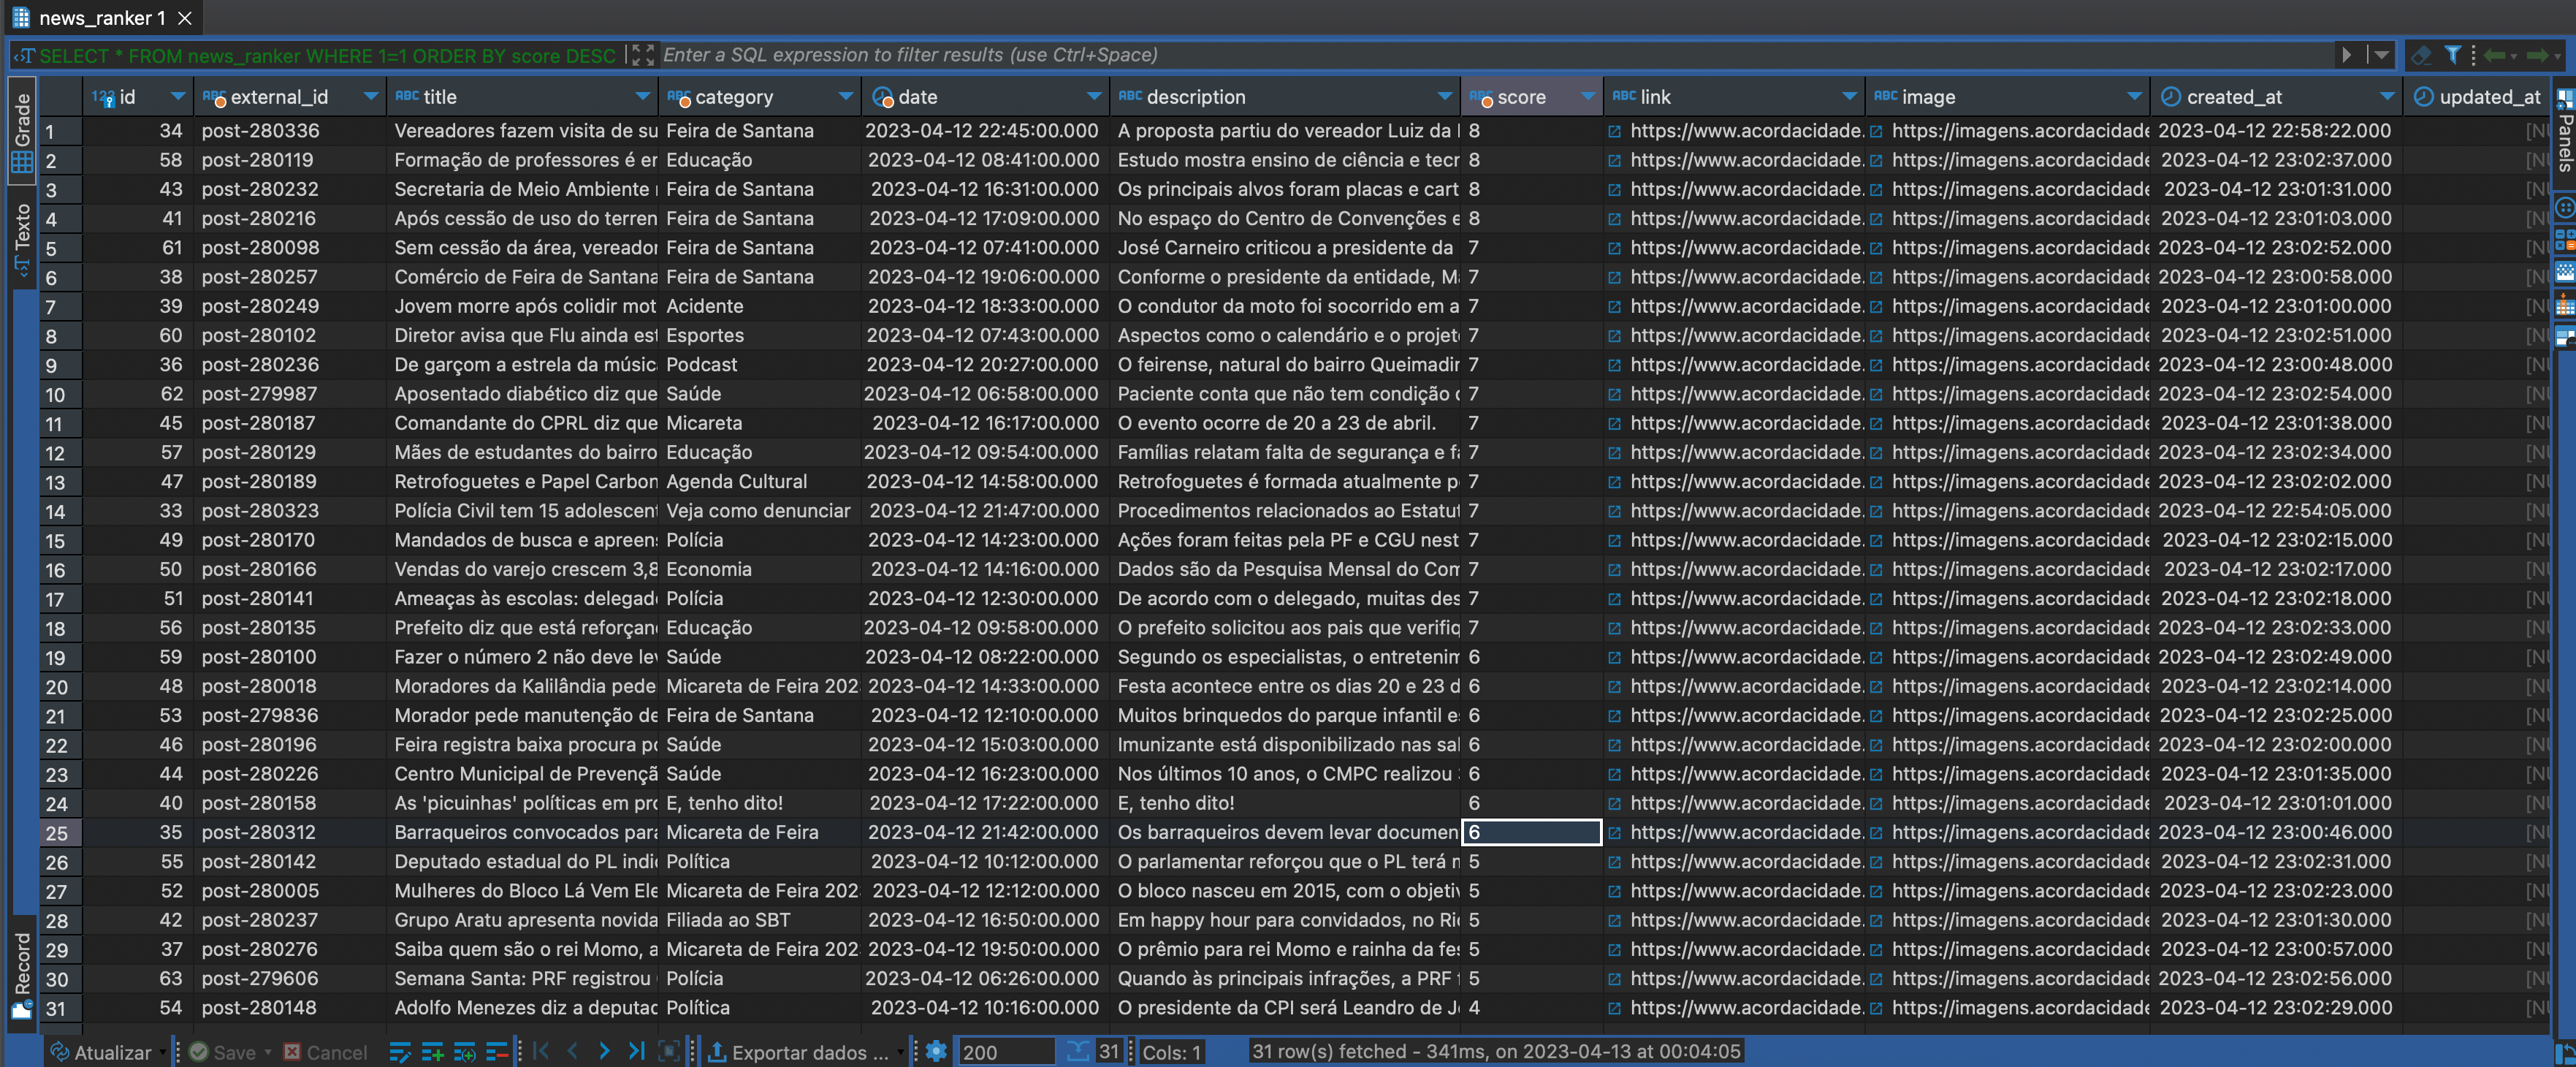 news_ranker 1
SELECT * FROM news_ranker WHERE 1=1 ORDER BY score DESC Enter a SQL expression to filter results (use Ctrl+Space)
Grade
Texto
Record
Panels
id external_id title category date description score link image created_at updated_at
1 34 post-280336 Vereadores fazem visita de su Feira de Santana 2023-04-12 22:45:00.000 A proposta partiu do vereador Luiz da 8 https://www.acordacidade. https://imagens.acordacidade 2023-04-12 22:58:22.000 [NU
2 58 post-280119 Formação de professores é er Educação 2023-04-12 08:41:00.000 Estudo mostra ensino de ciência e tecr 8 https://www.acordacidade. https://imagens.acordacidade 2023-04-12 23:02:37.000 [NU
3 43 post-280232 Secretaria de Meio Ambiente Feira de Santana 2023-04-12 16:31:00.000 Os principais alvos foram placas e cart 8 https://www.acordacidade. https://imagens.acordacidade 2023-04-12 23:01:31.000 [NU
4 41 post-280216 Após cessão de uso do terren Feira de Santana 2023-04-12 17:09:00.000 No espaço do Centro de Convenções e 8 https://www.acordacidade. https://imagens.acordacidade 2023-04-12 23:01:03.000 [NU
5 61 post-280098 Sem cessão da área, vereador Feira de Santana 2023-04-12 07:41:00.000 José Carneiro criticou a presidente da 7 https://www.acordacidade. https://imagens.acordacidade 2023-04-12 23:02:52.000 [NU
6 38 post-280257 Comércio de Feira de Santana Feira de Santana 2023-04-12 19:06:00.000 Conforme o presidente da entidade, Ma 7 https://www.acordacidade. https://imagens.acordacidade 2023-04-12 23:00:58.000 [NU
7 39 post-280249 Jovem morre após colidir mot Acidente 2023-04-12 18:33:00.000 O condutor da moto foi socorrido em a 7 https://www.acordacidade. https://imagens.acordacidade 2023-04-12 23:01:00.000 [NU
8 60 post-280102 Diretor avisa que Flu ainda est Esportes 2023-04-12 07:43:00.000 Aspectos como o calendário e o projet 7 https://www.acordacidade. https://imagens.acordacidade 2023-04-12 23:02:51.000 [NU
9 36 post-280236 De garçom a estrela da músic Podcast 2023-04-12 20:27:00.000 O feirense, natural do bairro Queimadir 7 https://www.acordacidade. https://imagens.acordacidade 2023-04-12 23:00:48.000 [NU
10 62 post-279987 Aposentado diabético diz que Saúde 2023-04-12 06:58:00.000 Paciente conta que não tem condição 7 https://www.acordacidade. https://imagens.acordacidade 2023-04-12 23:02:54.000 [NU
11 45 post-280187 Comandante do CPRL diz que Micareta 2023-04-12 16:17:00.000 O evento ocorre de 20 a 23 de abril. 7 https://www.acordacidade. https://imagens.acordacidade 2023-04-12 23:01:38.000 [NU
12 57 post-280129 Mães de estudantes do bairro Educação 2023-04-12 09:54:00.000 Famílias relatam falta de segurança e fa 7 https://www.acordacidade. https://imagens.acordacidade 2023-04-12 23:02:34.000 [NU
13 47 post-280189 Retrofoguetes e Papel Carbon Agenda Cultural 2023-04-12 14:58:00.000 Retrofoguetes é formada atualmente p 7 https://www.acordacidade. https://imagens.acordacidade 2023-04-12 23:02:02.000 [NU
14 33 post-280323 Polícia Civil tem 15 adolescent Veja como denunciar 2023-04-12 21:47:00.000 Procedimentos relacionados ao Estatut 7 https://www.acordacidade. https://imagens.acordacidade 2023-04-12 22:54:05.000 [NU
15 49 post-280170 Mandados de busca e apreens Polícia 2023-04-12 14:23:00.000 Ações foram feitas pela PF e CGU nest 7 https://www.acordacidade. https://imagens.acordacidade 2023-04-12 23:02:15.000 [NU
16 50 post-280166 Vendas do varejo crescem 3,8 Economia 2023-04-12 14:16:00.000 Dados são da Pesquisa Mensal do Com 7 https://www.acordacidade. https://imagens.acordacidade 2023-04-12 23:02:17.000 [NU
17 51 post-280141 Ameaças às escolas: delegad Polícia 2023-04-12 12:30:00.000 De acordo com o delegado, muitas des 7 https://www.acordacidade. https://imagens.acordacidade 2023-04-12 23:02:18.000 [NU
18 56 post-280135 Prefeito diz que está reforçan Educação 2023-04-12 09:58:00.000 O prefeito solicitou aos pais que verifiq 7 https://www.acordacidade. https://imagens.acordacidade 2023-04-12 23:02:33.000 [NU
19 59 post-280100 Fazer o número 2 não deve lev Saúde 2023-04-12 08:22:00.000 Segundo os especialistas, o entretenim 6 https://www.acordacidade. https://imagens.acordacidade 2023-04-12 23:02:49.000 [NU
20 48 post-280018 Moradores da Kalilândia pede Micareta de Feira 202 2023-04-12 14:33:00.000 Festa acontece entre os dias 20 e 23 d 6 https://www.acordacidade. https://imagens.acordacidade 2023-04-12 23:02:14.000 [NU
21 53 post-279836 Morador pede manutenção de Feira de Santana 2023-04-12 12:10:00.000 Muitos brinquedos do parque infantil e 6 https://www.acordacidade. https://imagens.acordacidade 2023-04-12 23:02:25.000 [NU
22 46 post-280196 Feira registra baixa procura po Saúde 2023-04-12 15:03:00.000 Imunizante está disponibilizado nas sal 6 https://www.acordacidade. https://imagens.acordacidade 2023-04-12 23:02:00.000 [NU
23 44 post-280226 Centro Municipal de Prevençã Saúde 2023-04-12 16:23:00.000 Nos últimos 10 anos, o CMPC realizou 6 https://www.acordacidade. https://imagens.acordacidade 2023-04-12 23:01:35.000 [NU
24 40 post-280158 As 'picuinhas' políticas em pro E, tenho dito! 2023-04-12 17:22:00.000 E, tenho dito! 6 https://www.acordacidade. https://imagens.acordacidade 2023-04-12 23:01:01.000 [NU
25 35 post-280312 Barraqueiros convocados para Micareta de Feira 2023-04-12 21:42:00.000 Os barraqueiros devem levar documen 6 https://www.acordacidade. https://imagens.acordacidade 2023-04-12 23:00:46.000 [NU
26 55 post-280142 Deputado estadual do PL indi Política 2023-04-12 10:12:00.000 O parlamentar reforçou que o PL terá 5 https://www.acordacidade. https://imagens.acordacidade 2023-04-12 23:02:31.000 [NU
27 52 post-280005 Mulheres do Bloco Lá Vem Ele Micareta de Feira 202 2023-04-12 12:12:00.000 O bloco nasceu em 2015, com o objetiv 5 https://www.acordacidade. https://imagens.acordacidade 2023-04-12 23:02:23.000 [NU
28 42 post-280237 Grupo Aratu apresenta novida Filiada ao SBT 2023-04-12 16:50:00.000 Em happy hour para convidados, no Rio 5 https://www.acordacidade. https://imagens.acordacidade 2023-04-12 23:01:30.000 [NU
29 37 post-280276 Saiba quem são o rei Momo, a Micareta de Feira 202 2023-04-12 19:50:00.000 O prêmio para rei Momo e rainha da fes 5 https://www.acordacidade. https://imagens.acordacidade 2023-04-12 23:00:57.000 [NU
30 63 post-279606 Semana Santa: PRF registrou Polícia 2023-04-12 06:26:00.000 Quando às principais infrações, a PRF 5 https://www.acordacidade. https://imagens.acordacidade 2023-04-12 23:02:56.000 [NU
31 54 post-280148 Adolfo Menezes diz a deputad Política 2023-04-12 10:16:00.000 O presidente da CPI será Leandro de J 4 https://www.acordacidade. https://imagens.acordacidade 2023-04-12 23:02:29.000 [NU
Atualizar Save Cancel Exportar dados ... 200 31 Cols: 1 31 row(s) fetched - 341ms, on 2023-04-13 at 00:04:05